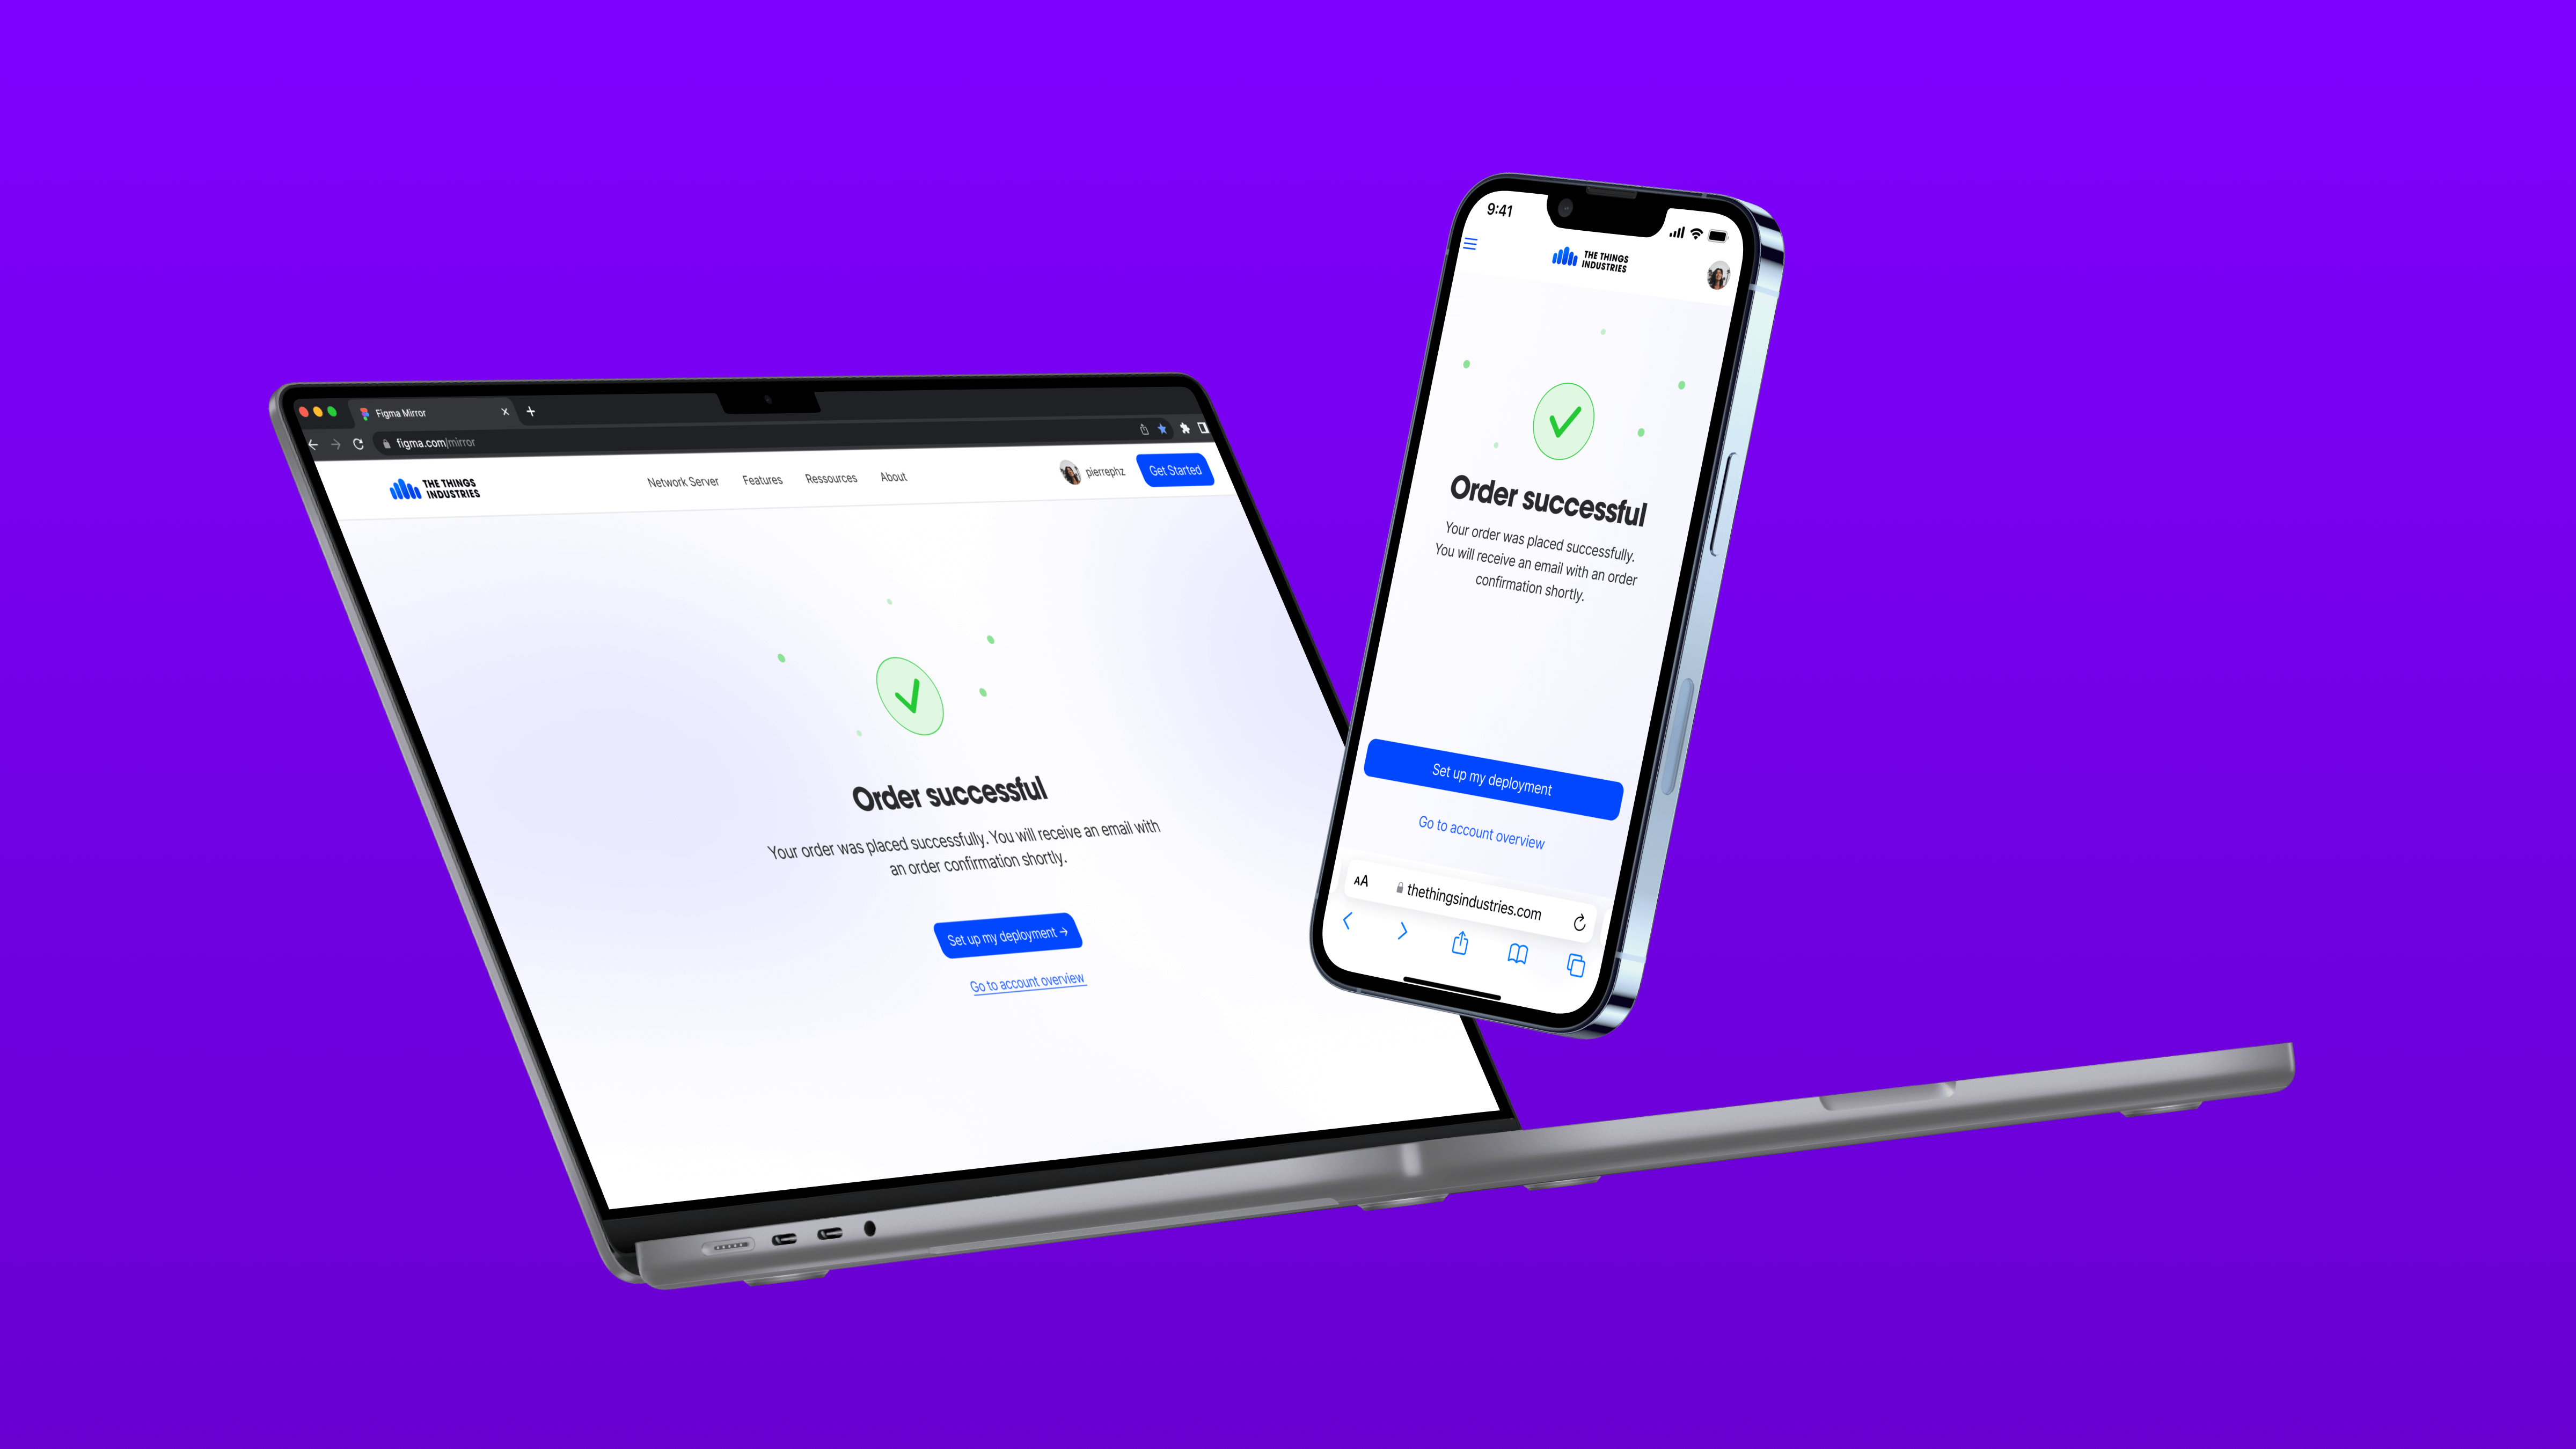 Figma Mirror
figma.com/mirror
THE THINGS
INDUSTRIES
Network Server
Features
Ressources
About
pierrephz
Get Started
Order successful
Your order was placed successfully. You will receive an email with
an order confirmation shortly.
Set up my deployment →
Go to account overview
9:41
THE THINGS
INDUSTRIES
Order successful
Your order was placed successfully.
You will receive an email with an order
confirmation shortly.
Set up my deployment
Go to account overview
AA
thethingsindustries.com